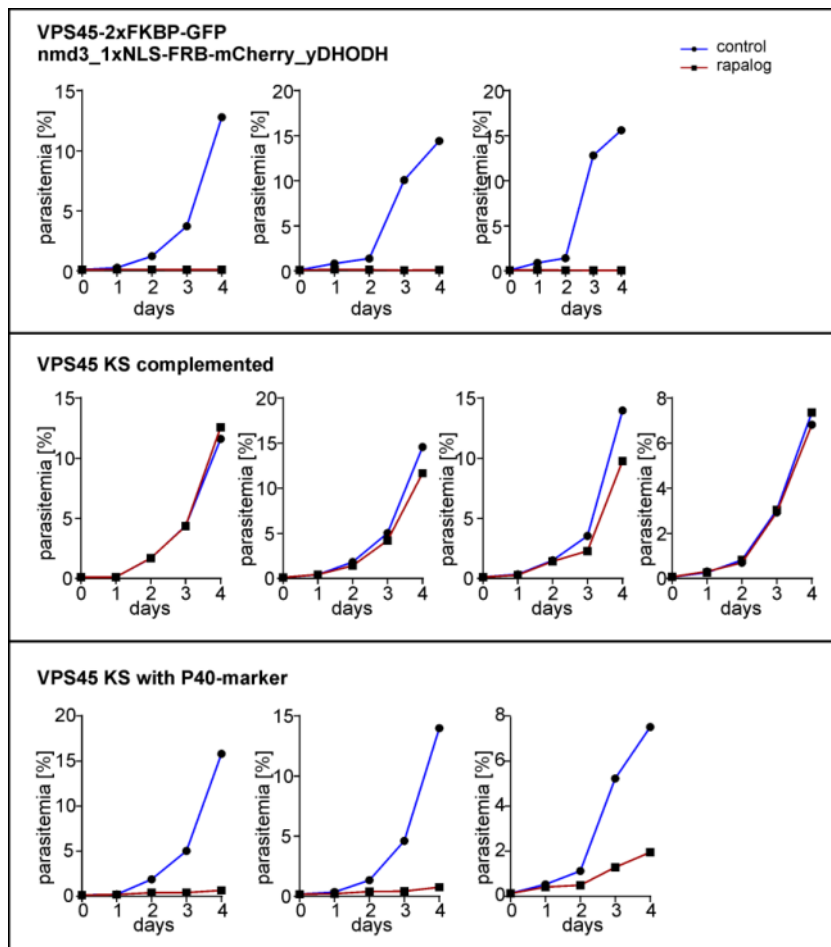 VPS45-2xFKBP-GFP
nmd3_1xNLS-FRB-mCherry_yDHODH
control
rapalog
parasitemia [%]
15
10
5
0
0 1 2 3 4
days
parasitemia [%]
20
15
10
5
0
0 1 2 3 4
days
parasitemia [%]
20
15
10
5
0
0 1 2 3 4
days
VPS45 KS complemented
parasitemia [%]
15
10
5
0
0 1 2 3 4
days
parasitemia [%]
20
15
10
5
0
0 1 2 3 4
days
parasitemia [%]
15
10
5
0
0 1 2 3 4
days
parasitemia [%]
8
6
4
2
0
0 1 2 3 4
days
VPS45 KS with P40-marker
parasitemia [%]
20
15
10
5
0
0 1 2 3 4
days
parasitemia [%]
15
10
5
0
0 1 2 3 4
days
parasitemia [%]
8
6
4
2
0
0 1 2 3 4
days